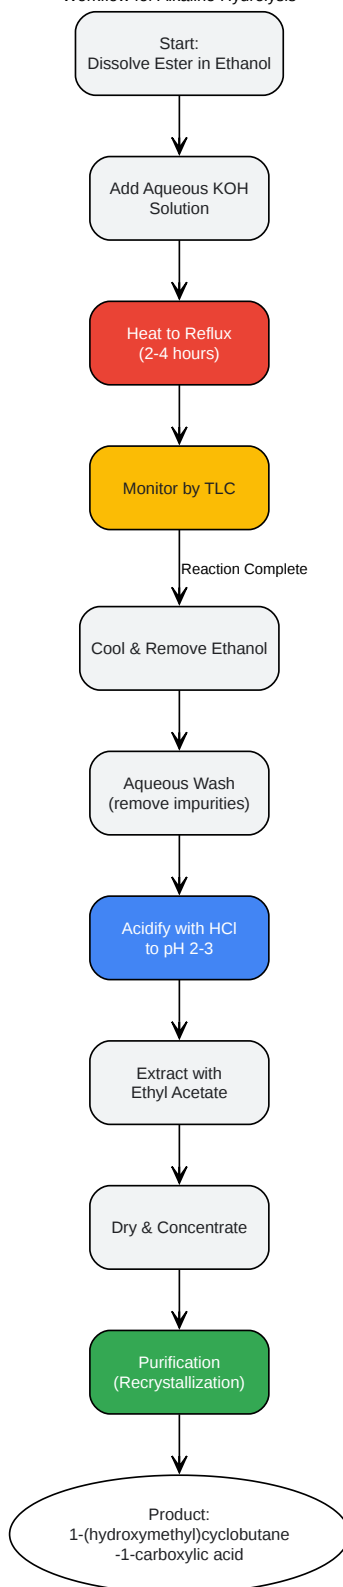 Workflow for Alkaline Hydrolysis
Start:
Dissolve Ester in Ethanol
Add Aqueous KOH
Solution
Heat to Reflux
(2-4 hours)
Monitor by TLC
Reaction Complete
Cool & Remove Ethanol
Aqueous Wash
(remove impurities)
Acidify with HCl
to pH 2-3
Extract with
Ethyl Acetate
Dry & Concentrate
Purification
(Recrystallization)
Product:
1-(hydroxymethyl)cyclobutane
-1-carboxylic acid